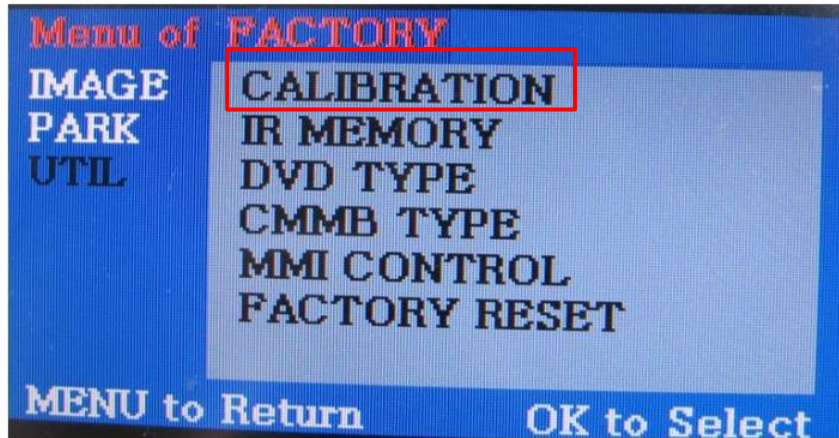 Menu of FACTORY
IMAGE
PARK
UTIL
CALIBRATION
IR MEMORY
DVD TYPE
CMMB TYPE
MMI CONTROL
FACTORY RESET
MENU to Return
OK to Select